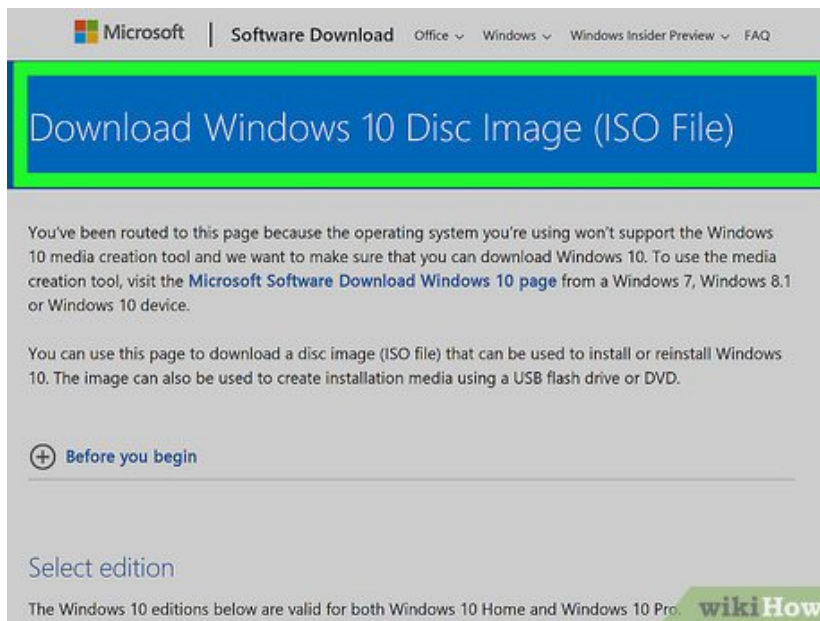 Microsoft | Software Download Office Windows Windows Insider Preview FAQ
Download Windows 10 Disc Image (ISO File)
You've been routed to this page because the operating system you're using won't support the Windows
10 media creation tool and we want to make sure that you can download Windows 10. To use the media
creation tool, visit the Microsoft Software Download Windows 10 page from a Windows 7, Windows 8.1
or Windows 10 device.
You can use this page to download a disc image (ISO file) that can be used to install or reinstall Windows
10. The image can also be used to create installation media using a USB flash drive or DVD.
Before you begin
Select edition
The Windows 10 editions below are valid for both Windows 10 Home and Windows 10 Pro.
wikiHow